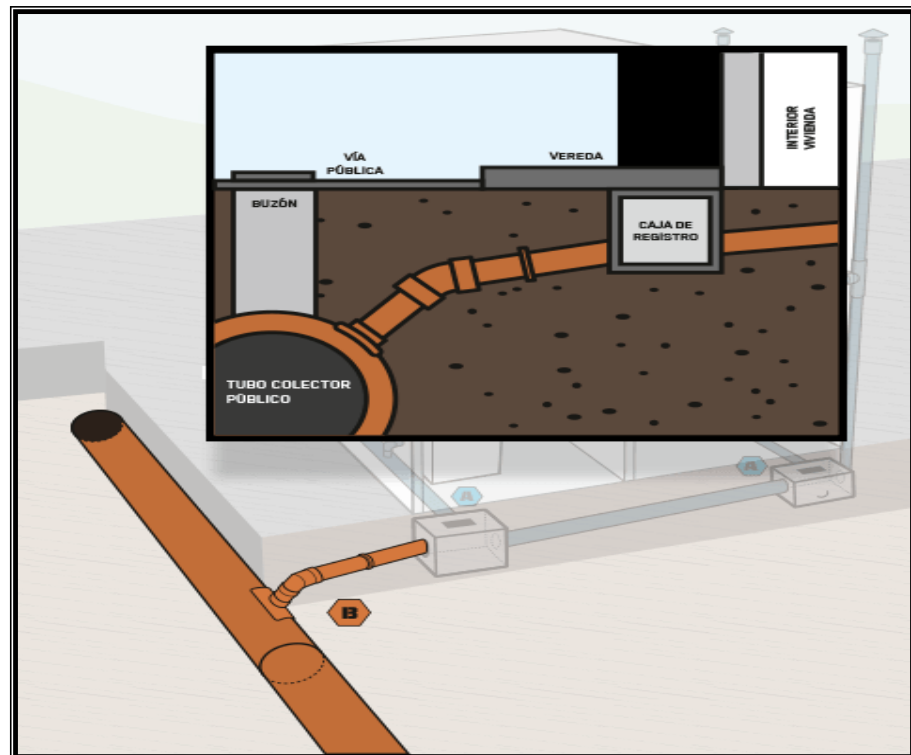 VÍA
PÚBLICA
VEREDA
INTERIOR
VIVIENDA
BUZÓN
CAJA DE
REGISTRO
TUBO COLECTOR
PÚBLICO
A
A
B